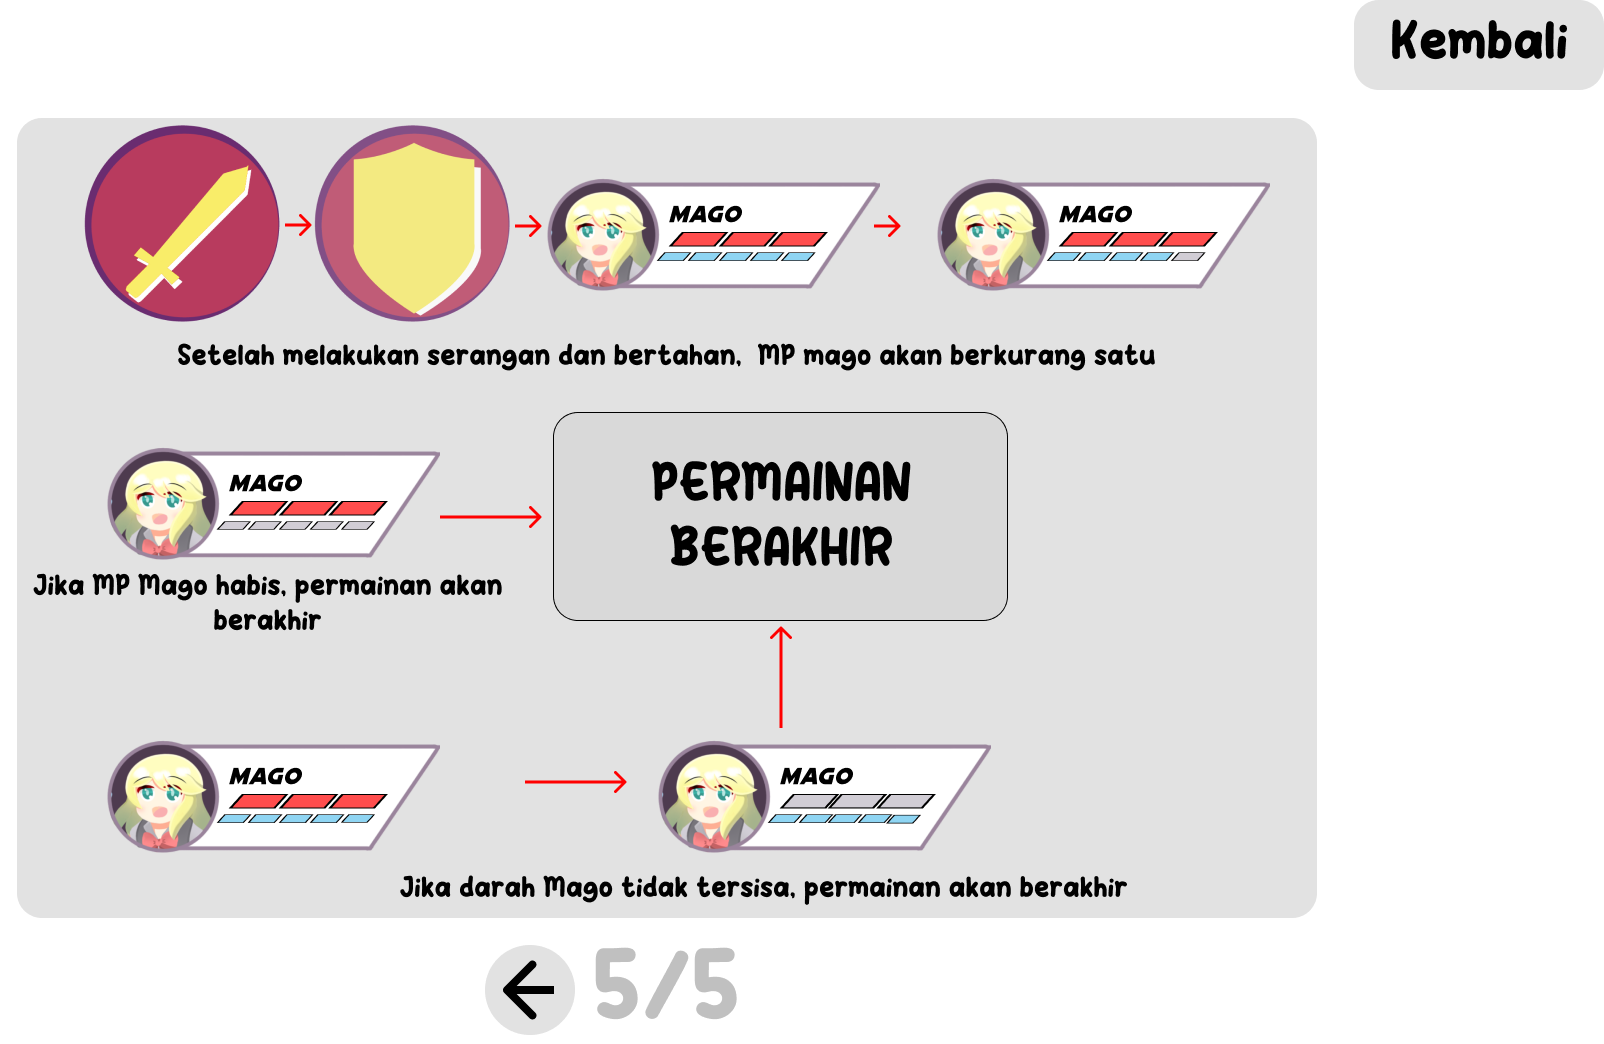 Kembali
MAGO
MAGO
Setelah melakukan serangan dan bertahan, MP mago akan berkurang satu
MAGO
PERMAINAN
BERAKHIR
Jika MP Mago habis, permainan akan
berakhir
MAGO
MAGO
Jika darah Mago tidak tersisa, permainan akan berakhir
5/5